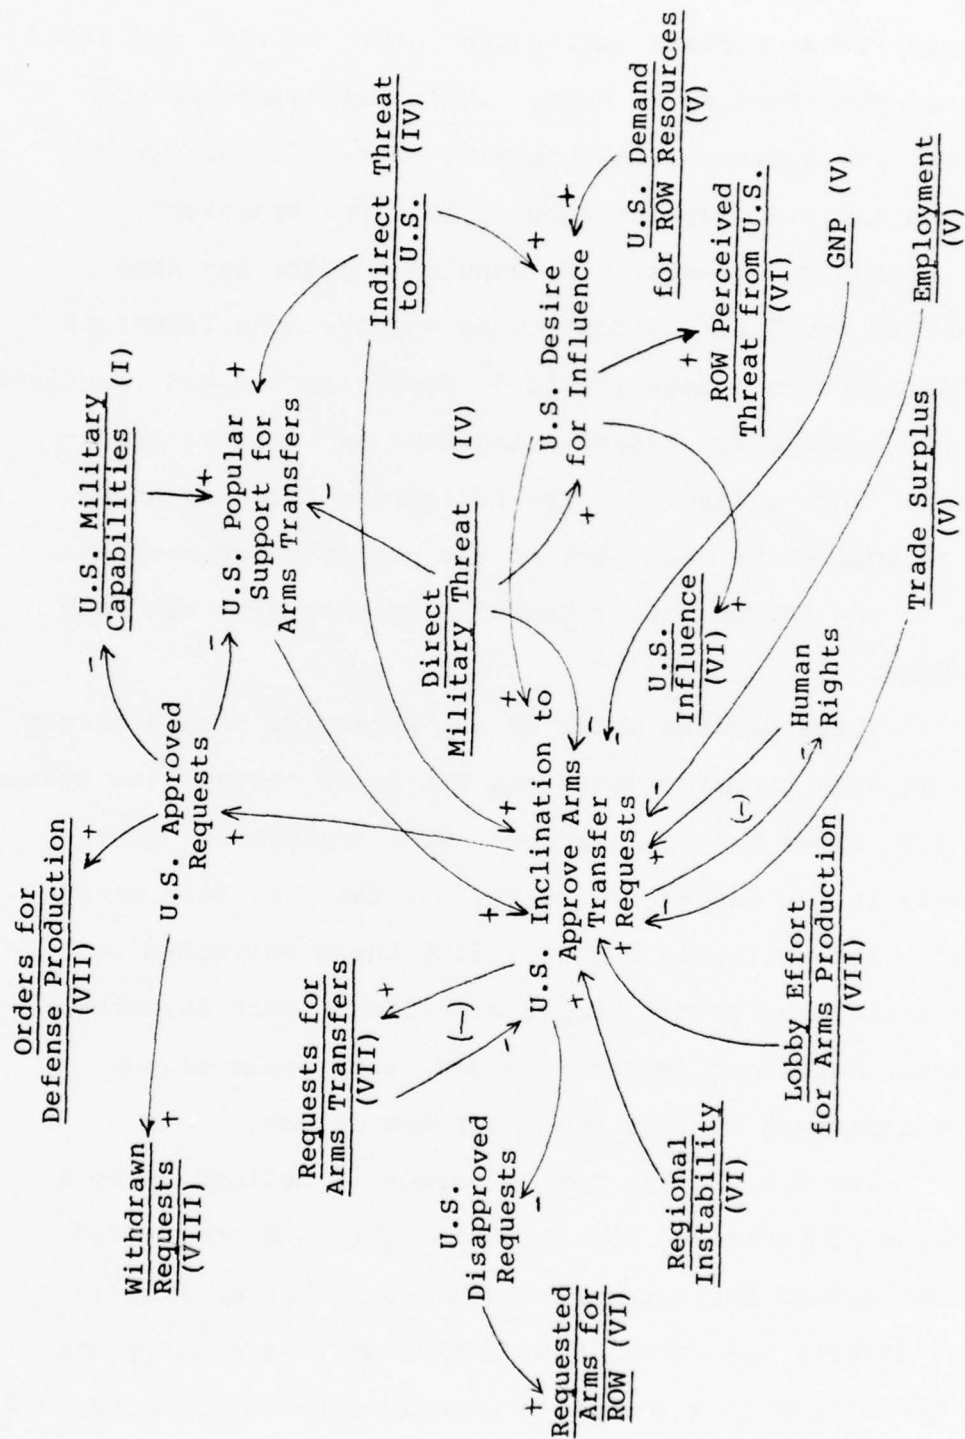 Orders for
Defense Production
(VII)
+
U.S. Military
Capabilities (I)
-
+
Withdrawn
Requests
(VIII)
+
U.S. Approved
Requests
+
-
+
U.S. Popular
Support for
Arms Transfers
-
+
Indirect Threat
to U.S.
(IV)
Requests for
Arms Transfers
(VII)
+
(-)
-
Direct
Military Threat (IV)
U.S.
Disapproved
Requests
-
+
+
+
U.S. Inclination to
Approve Arms
Transfer
Requests
+
+
-
-
+
-
-
U.S. Desire
for Influence
+
+
+
Requested
Arms for
ROW (VI)
+
U.S. Demand
for ROW Resources
(V)
ROW Perceived
Threat from U.S.
(VI)
+
U.S.
Influence
(VI)
+
Regional
Instability
(VI)
(-)
Human
Rights
-
GNP (V)
Lobby Effort
for Arms Production
(VII)
Trade Surplus
(V)
Employment
(V)